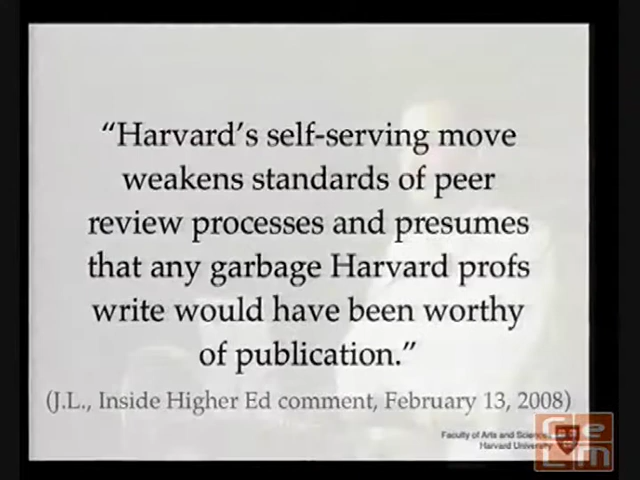 “Harvard’s self-serving move
weakens standards of peer
review processes and presumes
that any garbage Harvard profs
write would have been worthy
of publication.”
(J.L., Inside Higher Ed comment, February 13, 2008)
Faculty of Arts and Sciences
Harvard University
CeLm